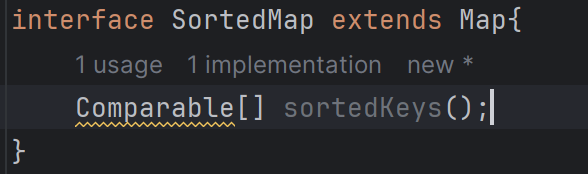 interface SortedMap extends Map{
1 usage 1 implementation new *
Comparable[] sortedKeys();
}